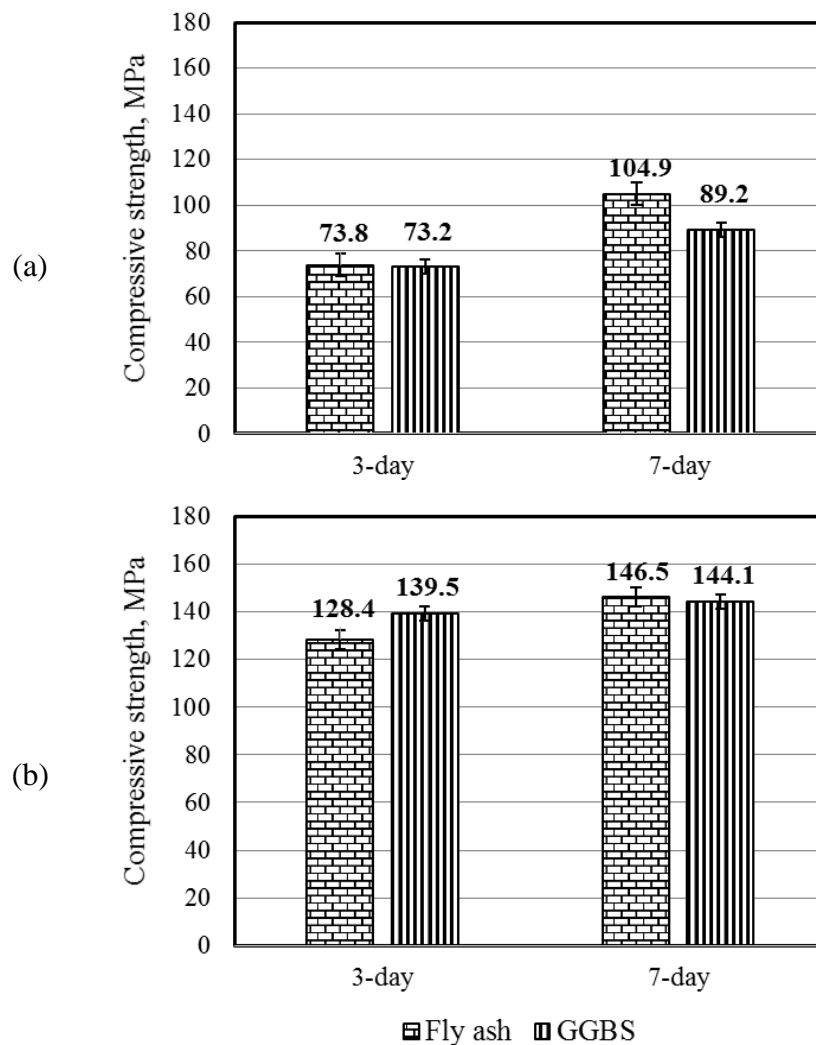 (a)
Compressive strength, MPa
180
160
140
120
100
80
60
40
20
0
73.8
73.2
104.9
89.2
3-day
7-day
(b)
Compressive strength, MPa
180
160
140
120
100
80
60
40
20
0
128.4
139.5
146.5
144.1
3-day
7-day
Fly ash
GGBS